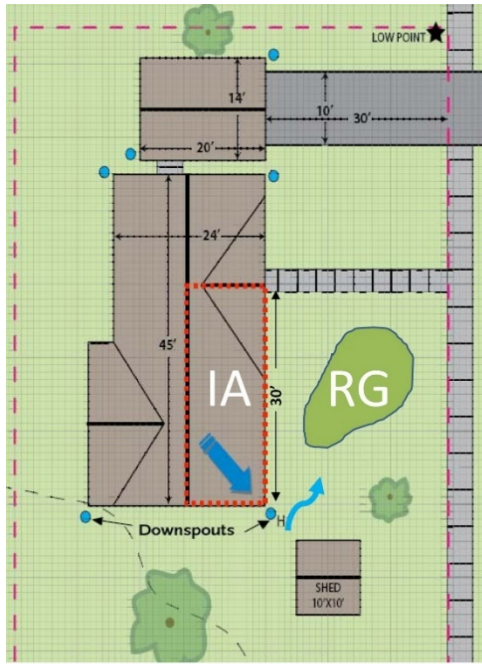 LOW POINT
14'
10'
30'
20'
24'
45'
IA
30'
RG
Downspouts
H
SHED
10'X10'